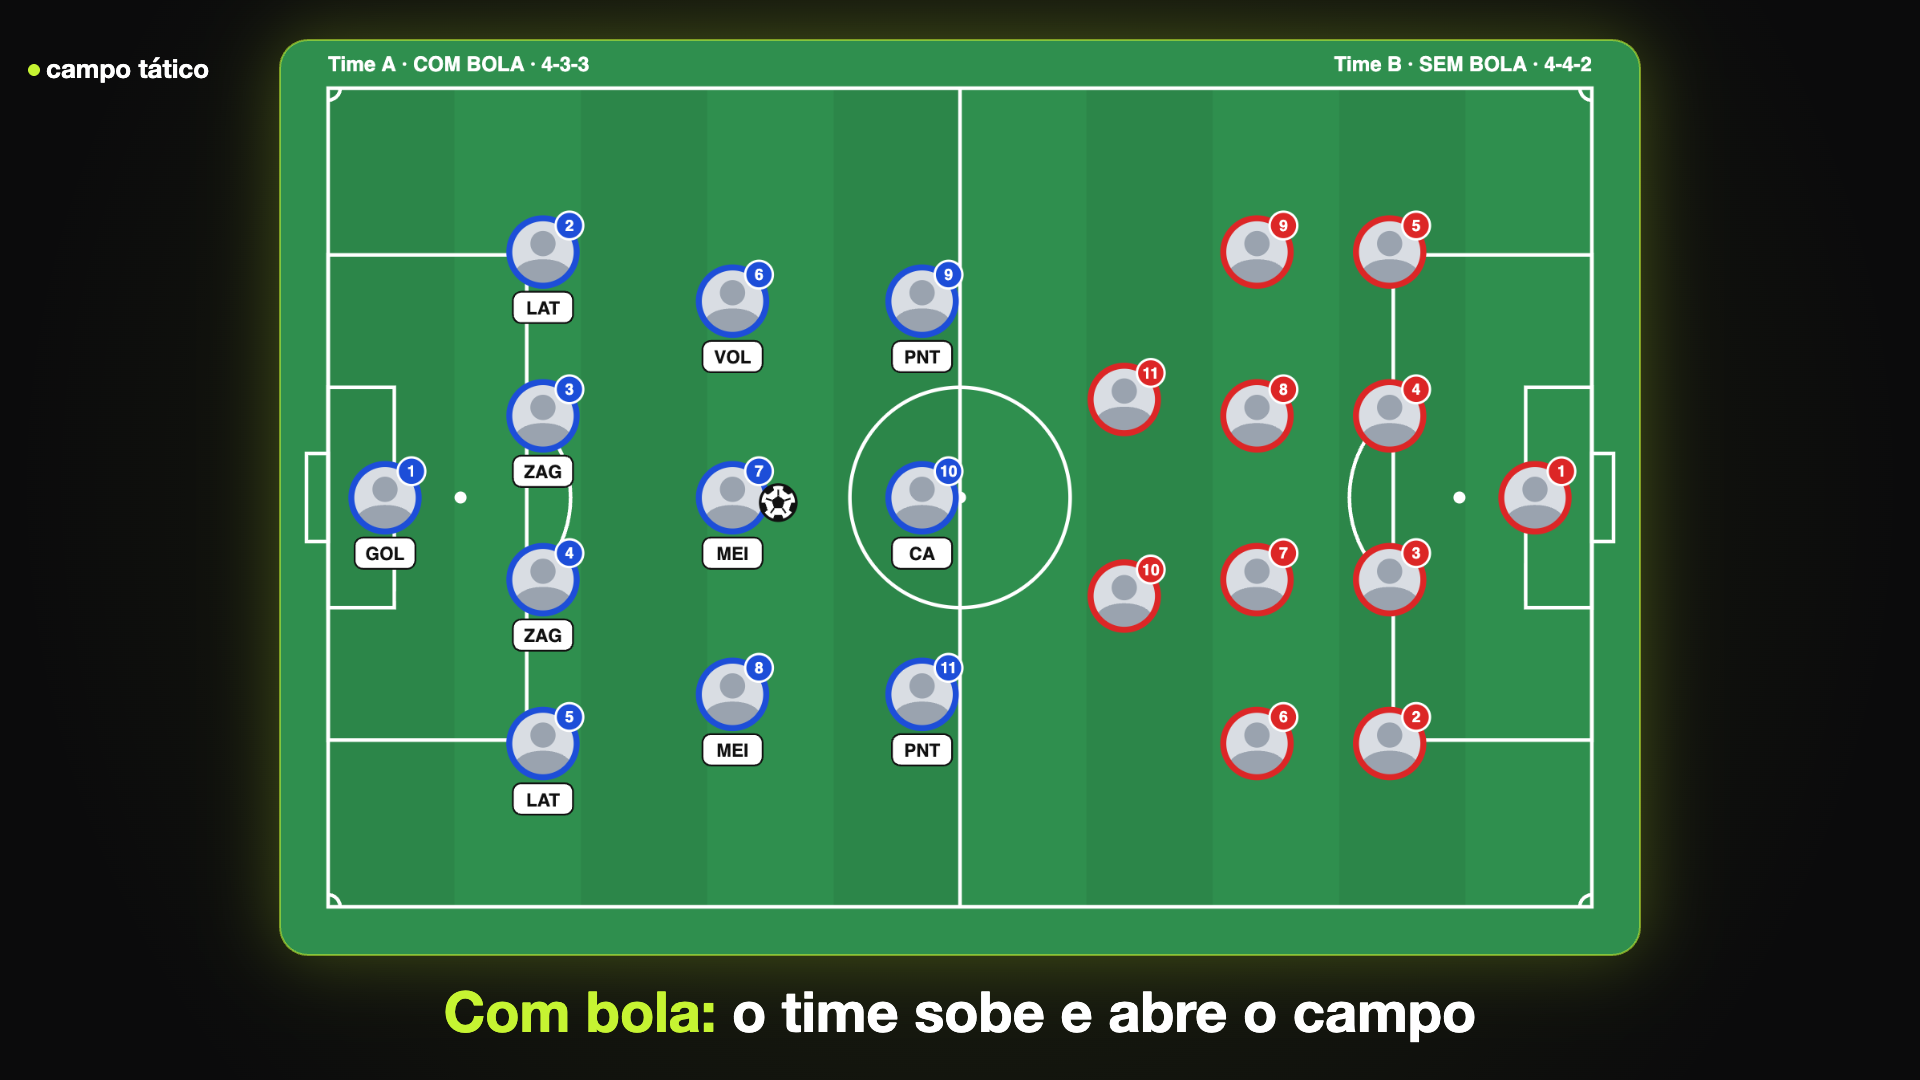 campo tático
Time A · COM BOLA · 4-3-3
Time B · SEM BOLA · 4-4-2
1
GOL
2
LAT
3
ZAG
4
ZAG
5
LAT
6
VOL
7
MEI
8
MEI
9
PNT
10
CA
11
PNT
11
10
9
8
7
6
5
4
3
2
1
Com bola: o time sobe e abre o campo